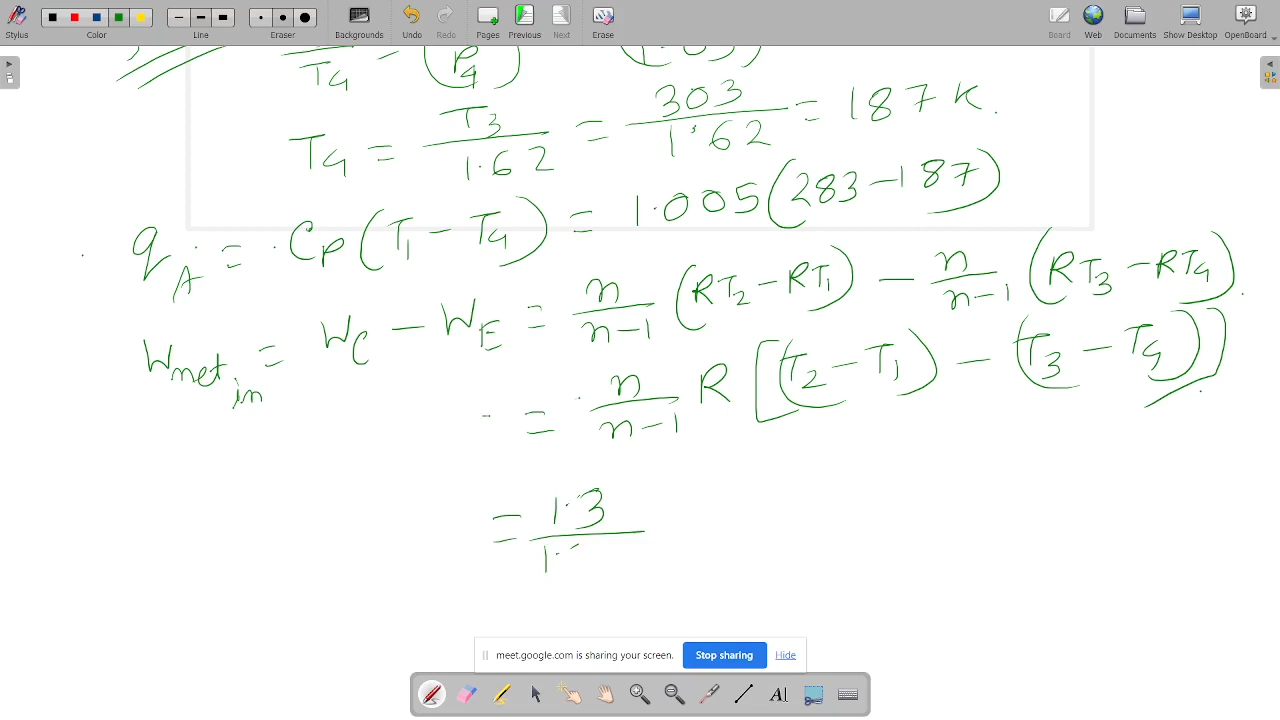 Stylus Color Line Eraser Backgrounds Undo Redo Pages Previous Next Erase Board Web Documents Show Desktop OpenBoard
T4 = (P4) (1.05)
T4 = T3/1.62 = 303/1.62 = 187 K.
qA = CP(T1 - T4) = 1.005(283-187)
Wnet in = WC - WE = n/n-1 (RT2 - RT1) - n/n-1 (RT3 - RT4)
= n/n-1 R [(T2 - T1) - (T3 - T4)]
= 1.3/1.
meet.google.com is sharing your screen. Stop sharing Hide
AI